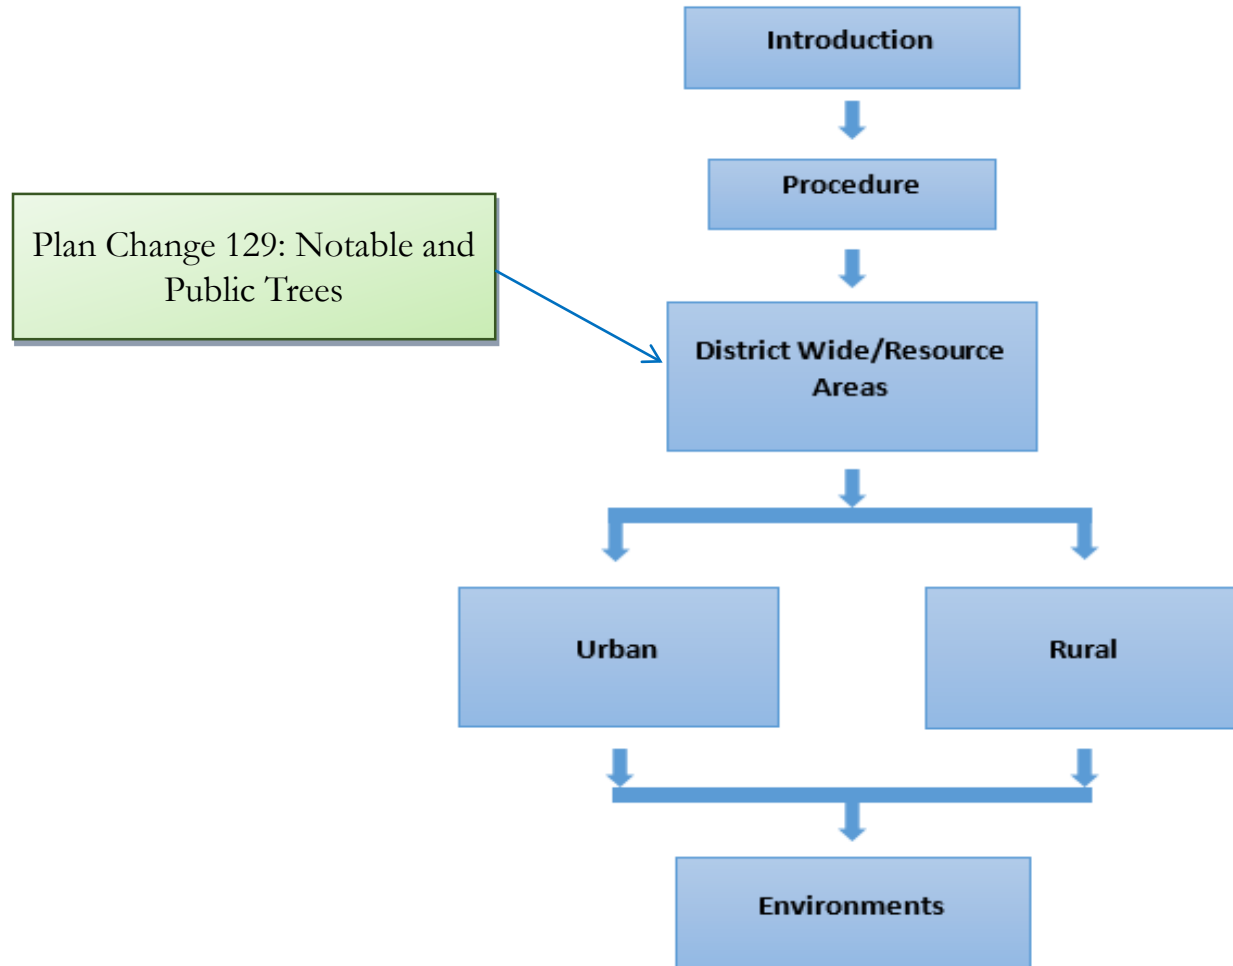 Introduction
Procedure
Plan Change 129: Notable and
Public Trees
District Wide/Resource
Areas
Urban
Rural
Environments